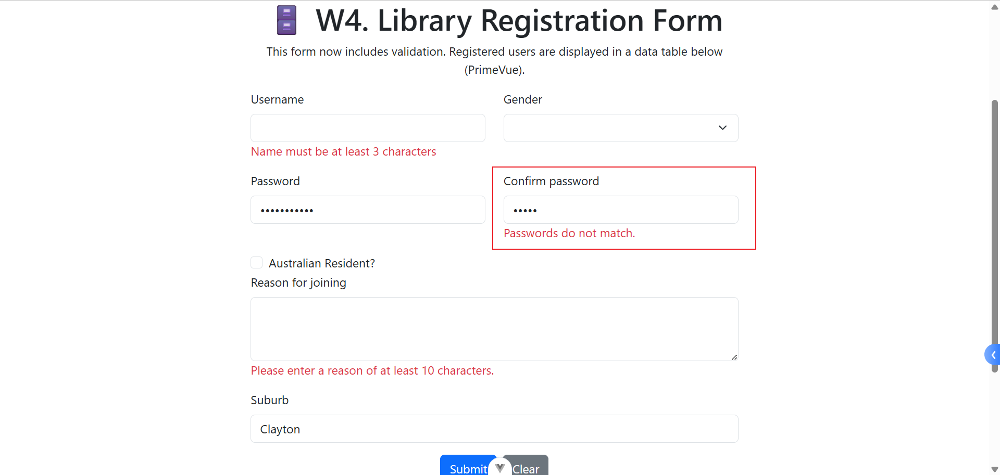 W4. Library Registration Form
This form now includes validation. Registered users are displayed in a data table below
(PrimeVue).
Username
Gender
Name must be at least 3 characters
Password
Confirm password
•••••••••••
•••••
Passwords do not match.
Australian Resident?
Reason for joining
Please enter a reason of at least 10 characters.
Suburb
Clayton
Submit
Clear